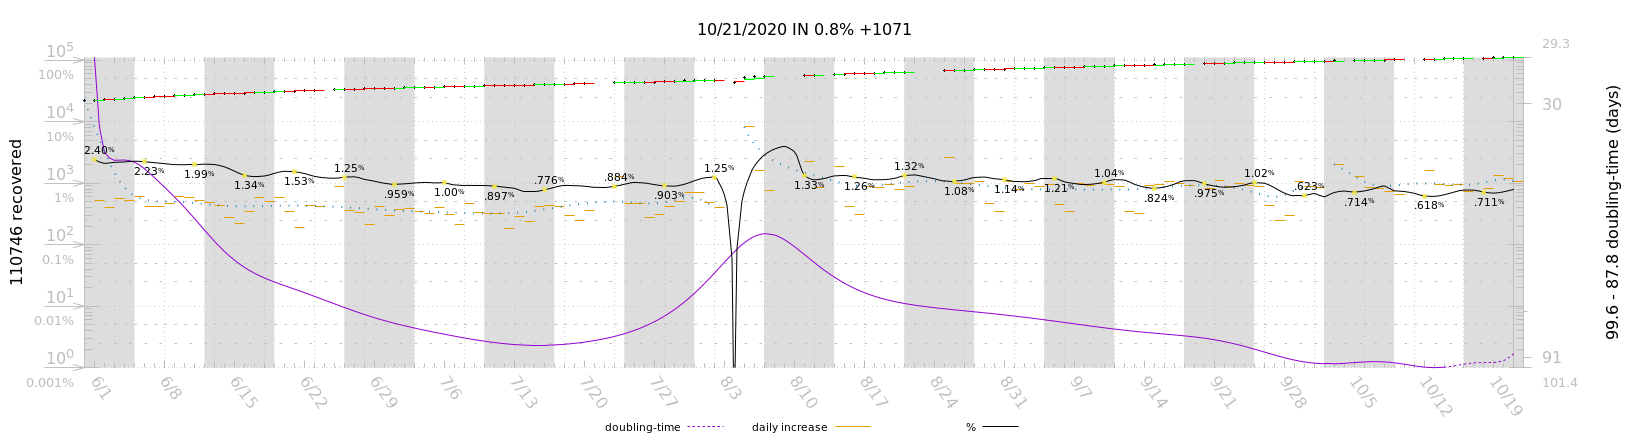 10/21/2020 IN 0.8% +1071
10⁵
100%
10⁴
10%
10³
1%
10²
0.1%
10¹
0.01%
10⁰
0.001%
110746 recovered
2.40% 2.23% 1.99% 1.34% 1.53% 1.25% .959% 1.00% .897% .776% .884% .903% 1.25% 1.33% 1.26% 1.32% 1.08% 1.14% 1.21% 1.04% .824% .975% 1.02% .623% .714% .618% .711%
29.3
30
91
101.4
99.6 - 87.8 doubling-time (days)
6/1 6/8 6/15 6/22 6/29 7/6 7/13 7/20 7/27 8/3 8/10 8/17 8/24 8/31 9/7 9/14 9/21 9/28 10/5 10/12 10/19
doubling-time daily increase %